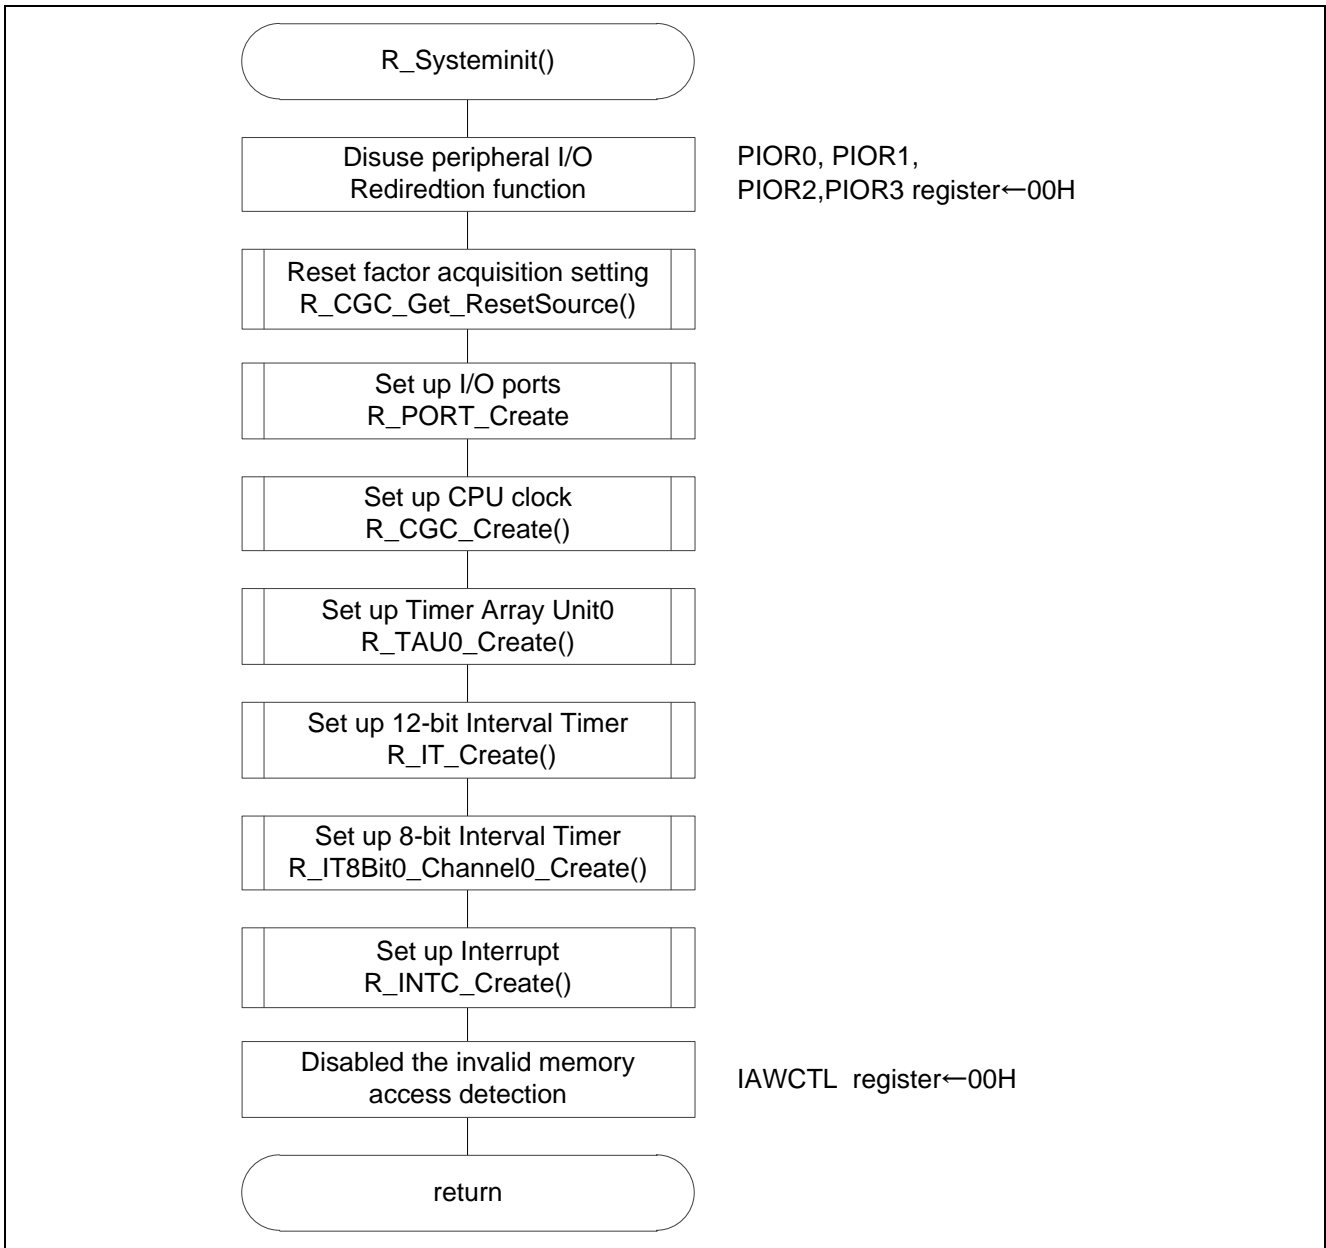 R_Systeminit()
Disuse peripheral I/O
Rediredtion function
PIOR0, PIOR1,
PIOR2,PIOR3 register←00H
Reset factor acquisition setting
R_CGC_Get_ResetSource()
Set up I/O ports
R_PORT_Create
Set up CPU clock
R_CGC_Create()
Set up Timer Array Unit0
R_TAU0_Create()
Set up 12-bit Interval Timer
R_IT_Create()
Set up 8-bit Interval Timer
R_IT8Bit0_Channel0_Create()
Set up Interrupt
R_INTC_Create()
Disabled the invalid memory
access detection
IAWCTL  register←00H
return